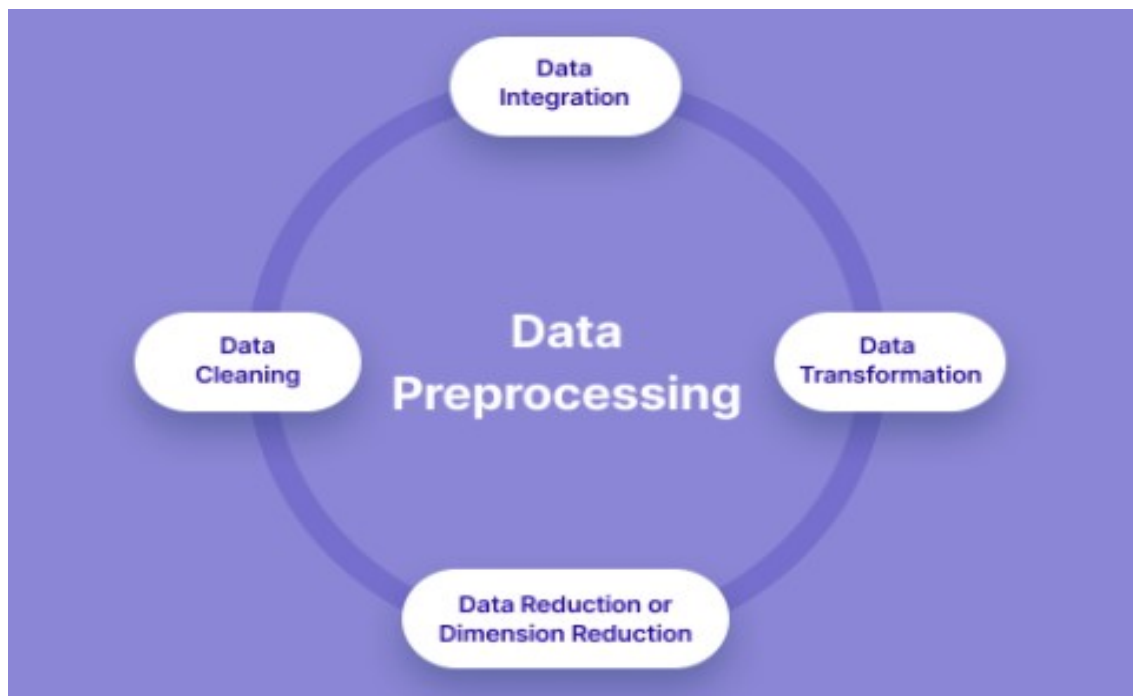 Data
Integration
Data
Cleaning
Data
Preprocessing
Data
Transformation
Data Reduction or
Dimension Reduction